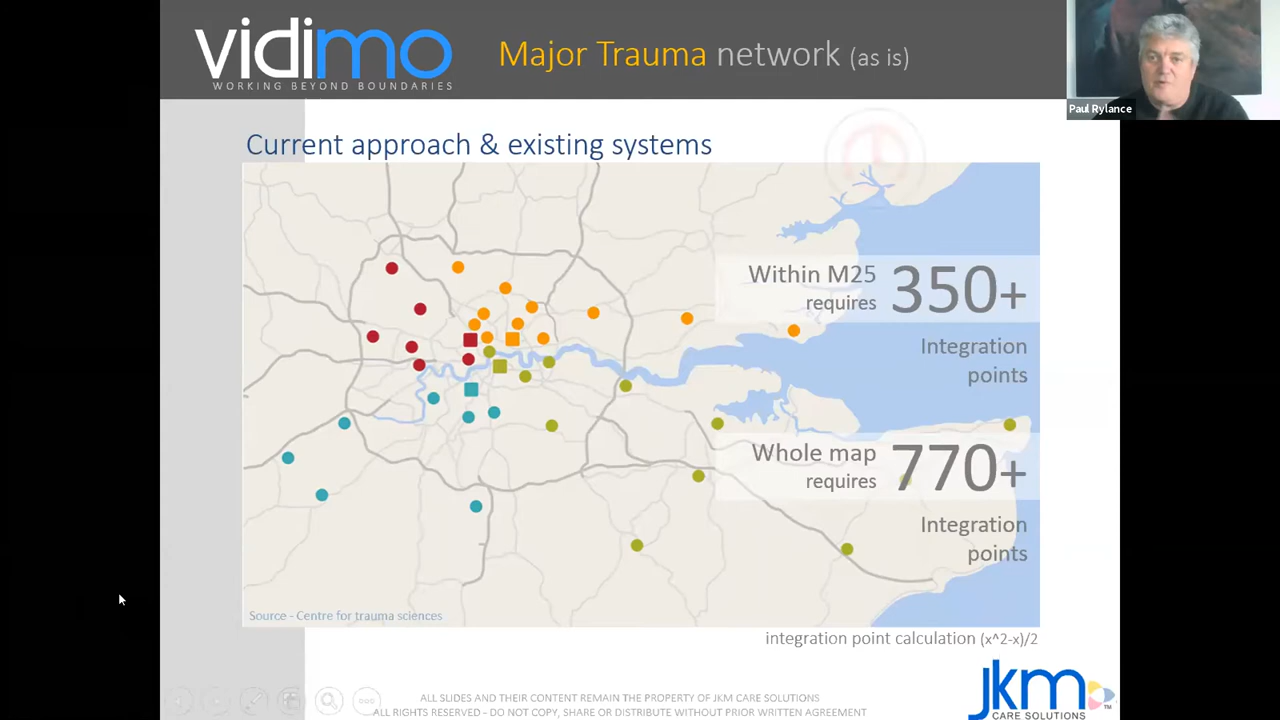 vidimo
WORKING BEYOND BOUNDARIES
Major Trauma network (as is)
Paul Rylance
Current approach & existing systems
Within M25
requires
350+
Integration
points
Whole map
requires
770+
Integration
points
Source - Centre for trauma sciences
integration point calculation (x^2-x)/2
ALL SLIDES AND THEIR CONTENT REMAIN THE PROPERTY OF JKM CARE SOLUTIONS
ALL RIGHTS RESERVED - DO NOT COPY, SHARE OR DISTRIBUTE WITHOUT PRIOR WRITTEN AGREEMENT
jkm
TM
CARE SOLUTIONS